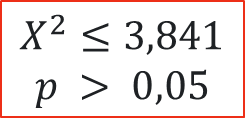 X² ≤ 3,841
p > 0,05